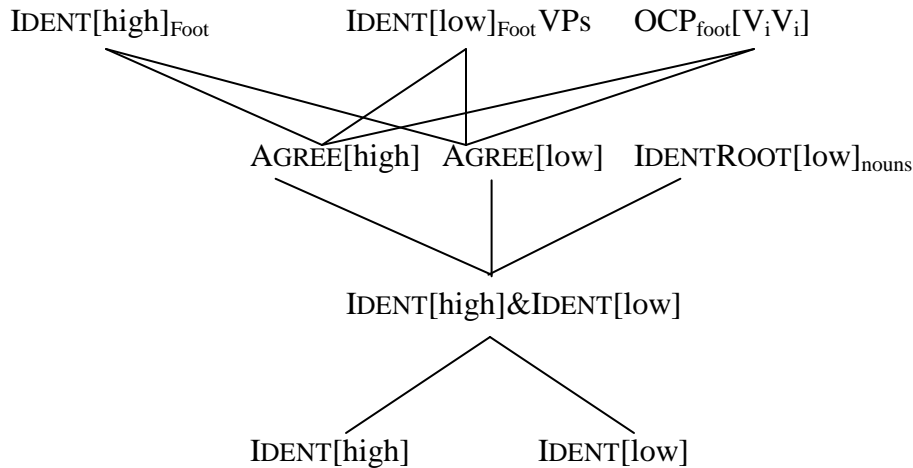 IDENT[high]Foot IDENT[low]FootVPs OCPfoot[ViVi]
AGREE[high] AGREE[low] IDENTROOT[low]nouns
IDENT[high]&IDENT[low]
IDENT[high] IDENT[low]